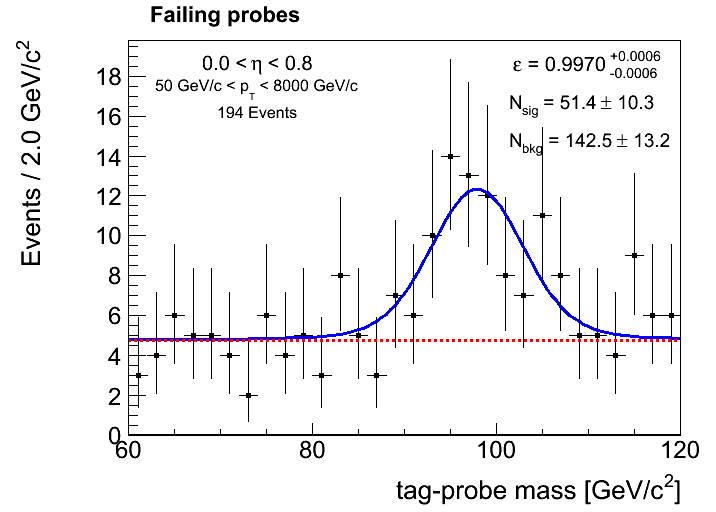 Failing probes
0.0 < η < 0.8
50 GeV/c < p_T < 8000 GeV/c
194 Events
ε = 0.9970 +0.0006 -0.0006
N_sig = 51.4 ± 10.3
N_bkg = 142.5 ± 13.2
Events / 2.0 GeV/c²
18
16
14
12
10
8
6
4
2
0
60 80 100 120
tag-probe mass [GeV/c²]